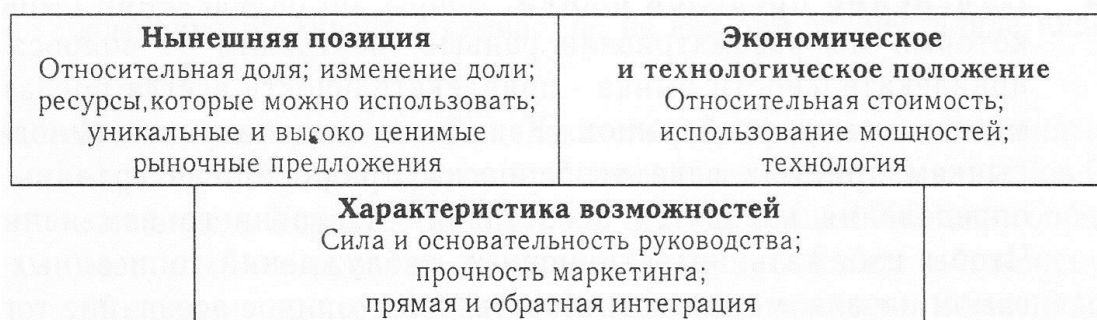 Нынешняя позиция
Относительная доля; изменение доли;
ресурсы,которые можно использовать;
уникальные и высоко ценимые
рыночные предложения
Экономическое
и технологическое положение
Относительная стоимость;
использование мощностей;
технология
Характеристика возможностей
Сила и основательность руководства;
прочность маркетинга;
прямая и обратная интеграция